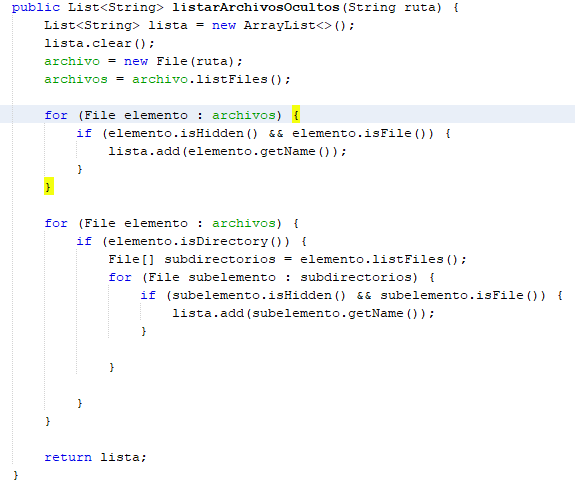 public List<String> listarArchivosOcultos(String ruta) {
    List<String> lista = new ArrayList<>();
    lista.clear();
    archivo = new File(ruta);
    archivos = archivo.listFiles();

    for (File elemento : archivos) {
        if (elemento.isHidden() && elemento.isFile()) {
            lista.add(elemento.getName());
        }
    }

    for (File elemento : archivos) {
        if (elemento.isDirectory()) {
            File[] subdirectorios = elemento.listFiles();
            for (File subelemento : subdirectorios) {
                if (subelemento.isHidden() && subelemento.isFile()) {
                    lista.add(subelemento.getName());
                }

            }

        }
    }

    return lista;
}